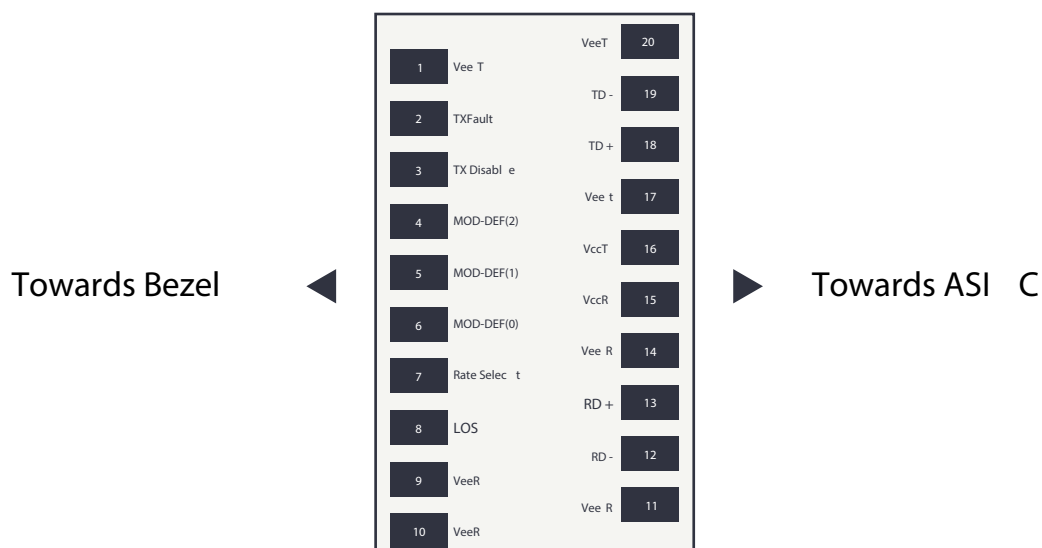 VeeT 20
1 Vee T
TD - 19
2 TXFault
TD + 18
3 TX Disabl e
Vee t 17
4 MOD-DEF(2)
VccT 16
Towards Bezel
5 MOD-DEF(1)
Towards ASI C
VccR 15
6 MOD-DEF(0)
Vee R 14
7 Rate Selec t
RD + 13
8 LOS
RD - 12
9 VeeR
Vee R 11
10 VeeR